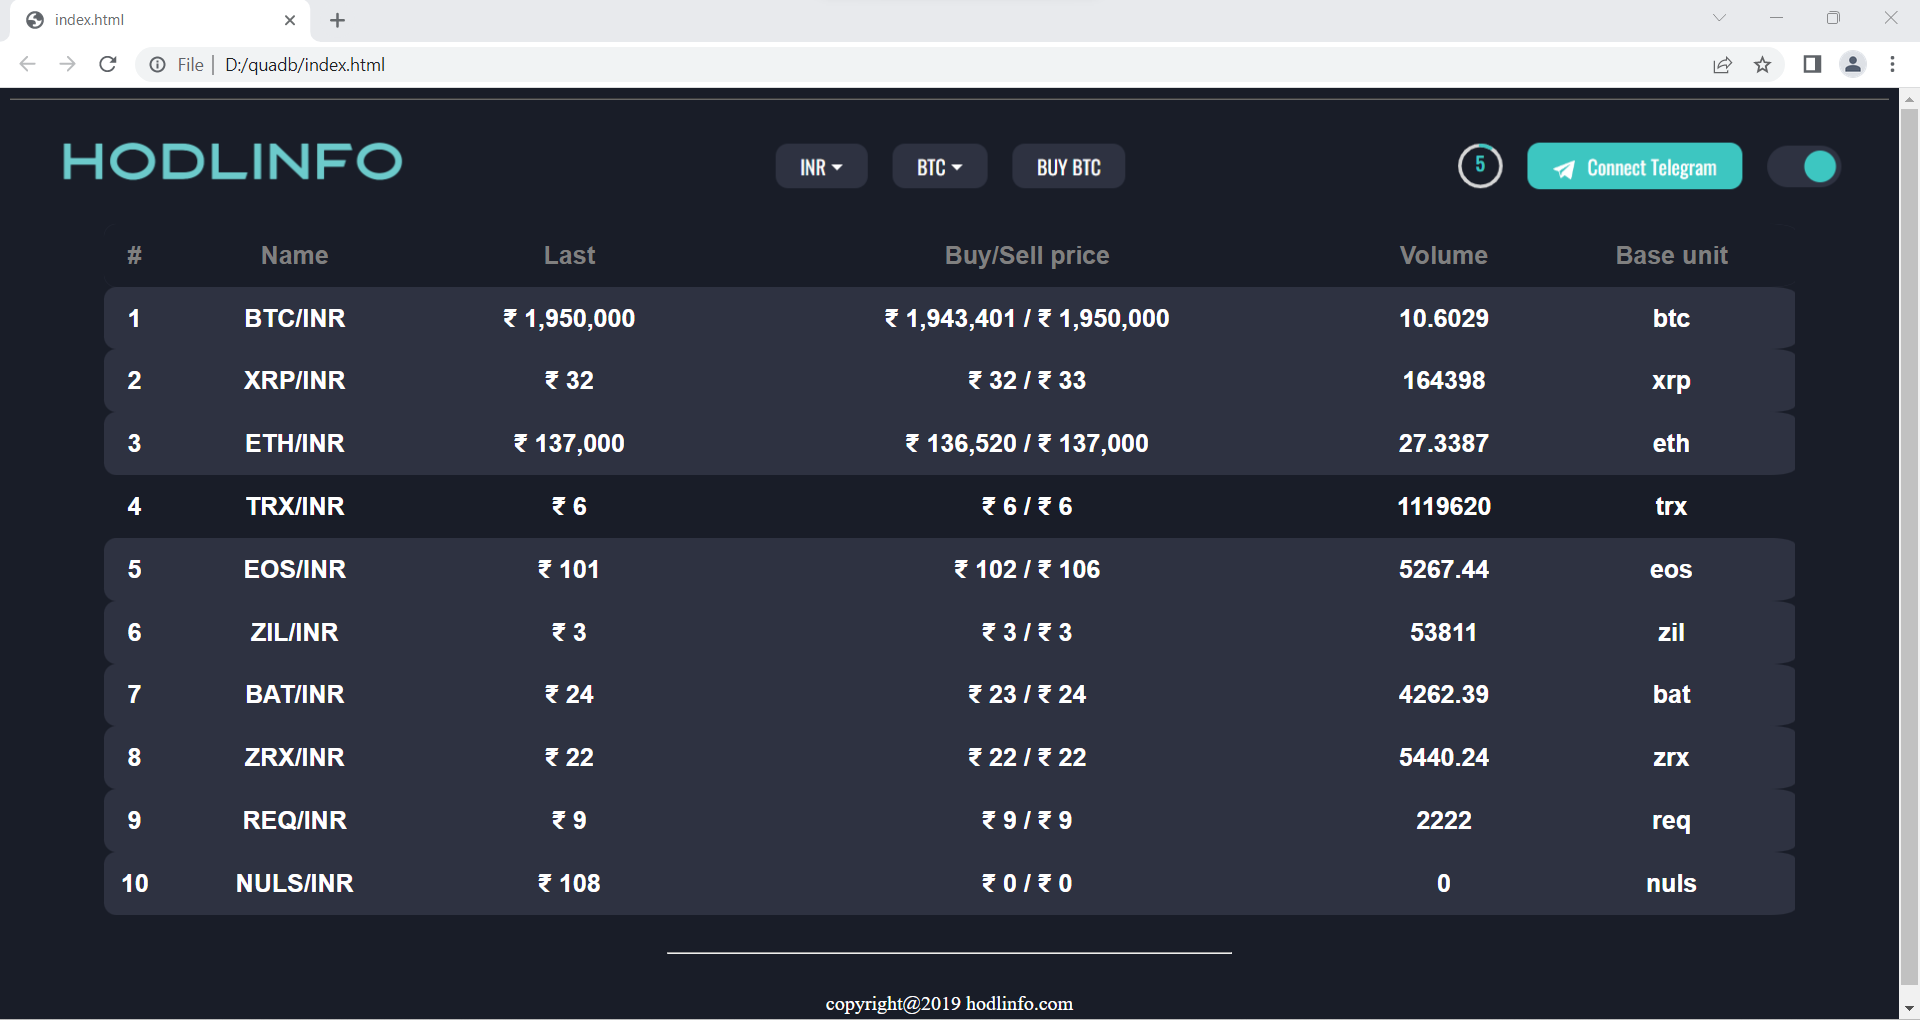 index.html
File | D:/quadb/index.html
HODLINFO INR BTC BUY BTC 5 Connect Telegram
# Name Last Buy/Sell price Volume Base unit
1 BTC/INR ₹ 1,950,000 ₹ 1,943,401 / ₹ 1,950,000 10.6029 btc
2 XRP/INR ₹ 32 ₹ 32 / ₹ 33 164398 xrp
3 ETH/INR ₹ 137,000 ₹ 136,520 / ₹ 137,000 27.3387 eth
4 TRX/INR ₹ 6 ₹ 6 / ₹ 6 1119620 trx
5 EOS/INR ₹ 101 ₹ 102 / ₹ 106 5267.44 eos
6 ZIL/INR ₹ 3 ₹ 3 / ₹ 3 53811 zil
7 BAT/INR ₹ 24 ₹ 23 / ₹ 24 4262.39 bat
8 ZRX/INR ₹ 22 ₹ 22 / ₹ 22 5440.24 zrx
9 REQ/INR ₹ 9 ₹ 9 / ₹ 9 2222 req
10 NULS/INR ₹ 108 ₹ 0 / ₹ 0 0 nuls
copyright@2019 hodlinfo.com